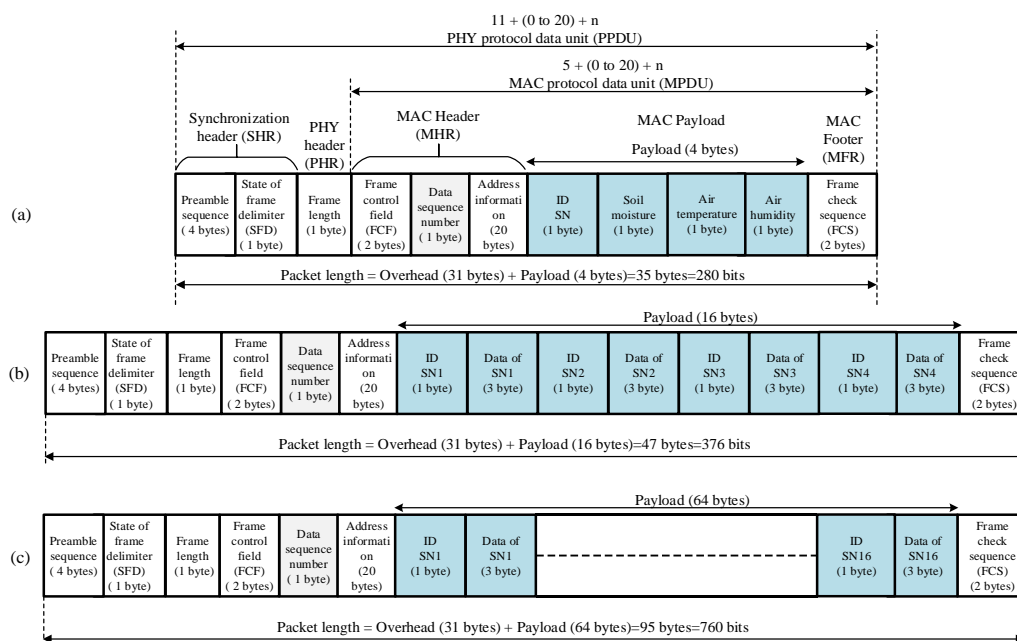 11 + (0 to 20) + n
PHY protocol data unit (PPDU)
5 + (0 to 20) + n
MAC protocol data unit (MPDU)
Synchronization
header (SHR)
PHY
header
(PHR)
MAC Header
(MHR)
MAC Payload
Payload (4 bytes)
MAC
Footer
(MFR)
(a)
Preamble
sequence
( 4 bytes)
State of
frame
delimiter
(SFD)
( 1 byte)
Frame
length
(1 byte)
Frame
control
field
(FCF)
( 2 bytes)
Data
sequence
number
( 1 byte)
Address
informati
on
(20
bytes)
ID
SN
(1 byte)
Soil
moisture
(1 byte)
Air
temperature
(1 byte)
Air
humidity
(1 byte)
Frame
check
sequence
(FCS)
(2 bytes)
Packet length = Overhead (31 bytes) + Payload (4 bytes)=35 bytes=280 bits
(b)
Payload (16 bytes)
Preamble
sequence
( 4 bytes)
State of
frame
delimiter
(SFD)
( 1 byte)
Frame
length
(1 byte)
Frame
control
field
(FCF)
( 2 bytes)
Data
sequence
number
( 1 byte)
Address
informati
on (20
bytes)
ID
SN1
(1 byte)
Data of
SN1
(3 byte)
ID
SN2
(1 byte)
Data of
SN2
(3 byte)
ID
SN3
(1 byte)
Data of
SN3
(3 byte)
ID
SN4
(1 byte)
Data of
SN4
(3 byte)
Frame
check
sequence
(FCS)
(2 bytes)
Packet length = Overhead (31 bytes) + Payload (16 bytes)=47 bytes=376 bits
(c)
Payload (64 bytes)
Preamble
sequence
( 4 bytes)
State of
frame
delimiter
(SFD)
( 1 byte)
Frame
length
(1 byte)
Frame
control
field
(FCF)
( 2 bytes)
Data
sequence
number
( 1 byte)
Address
informati
on
(20
bytes)
ID
SN1
(1 byte)
Data of
SN1
(3 byte)
ID
SN16
(1 byte)
Data of
SN16
(3 byte)
Frame
check
sequence
(FCS)
(2 bytes)
Packet length = Overhead (31 bytes) + Payload (64 bytes)=95 bytes=760 bits